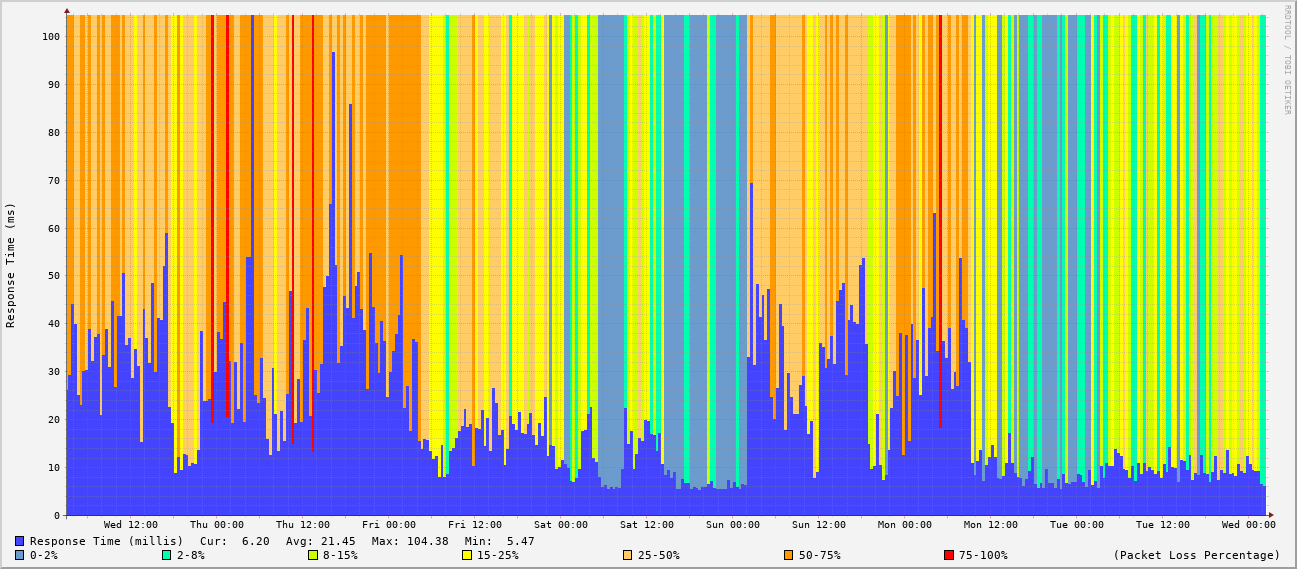 RRDTOOL / TOBI OETIKER
Response Time (ms)
100
90
80
70
60
50
40
30
20
10
0
Wed 12:00 Thu 00:00 Thu 12:00 Fri 00:00 Fri 12:00 Sat 00:00 Sat 12:00 Sun 00:00 Sun 12:00 Mon 00:00 Mon 12:00 Tue 00:00 Tue 12:00 Wed 00:00
Response Time (millis) Cur: 6.20 Avg: 21.45 Max: 104.38 Min: 5.47
0-2% 2-8% 8-15% 15-25% 25-50% 50-75% 75-100% (Packet Loss Percentage)